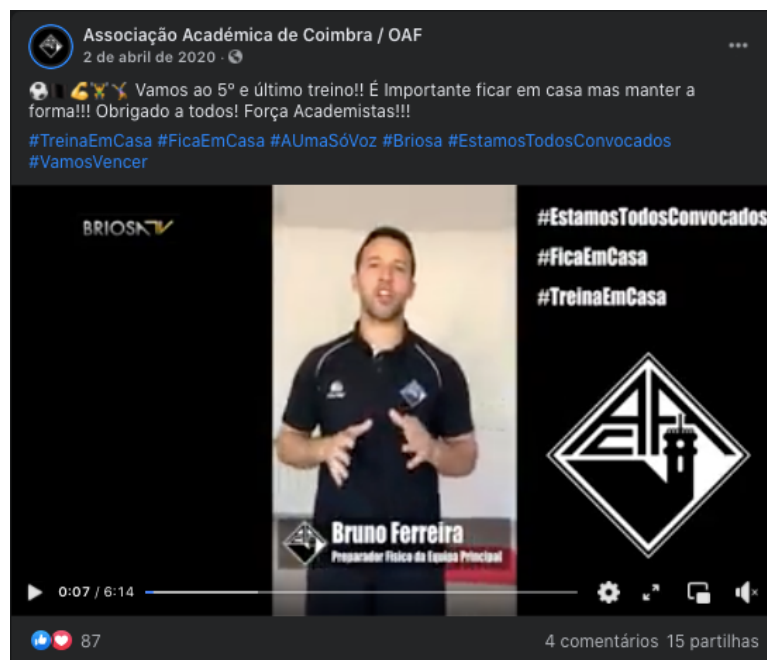 Associação Académica de Coimbra / OAF
2 de abril de 2020 ·
Vamos ao 5º e último treino!! É Importante ficar em casa mas manter a
forma!!! Obrigado a todos! Força Academistas!!!
#TreinaEmCasa #FicaEmCasa #AUmaSóVoz #Briosa #EstamosTodosConvocados
#VamosVencer
BRIOSATV
#EstamosTodosConvocados
#FicaEmCasa
#TreinaEmCasa
Bruno Ferreira
Preparador Físico da Equipa Principal
0:07 / 6:14
87
4 comentários 15 partilhas